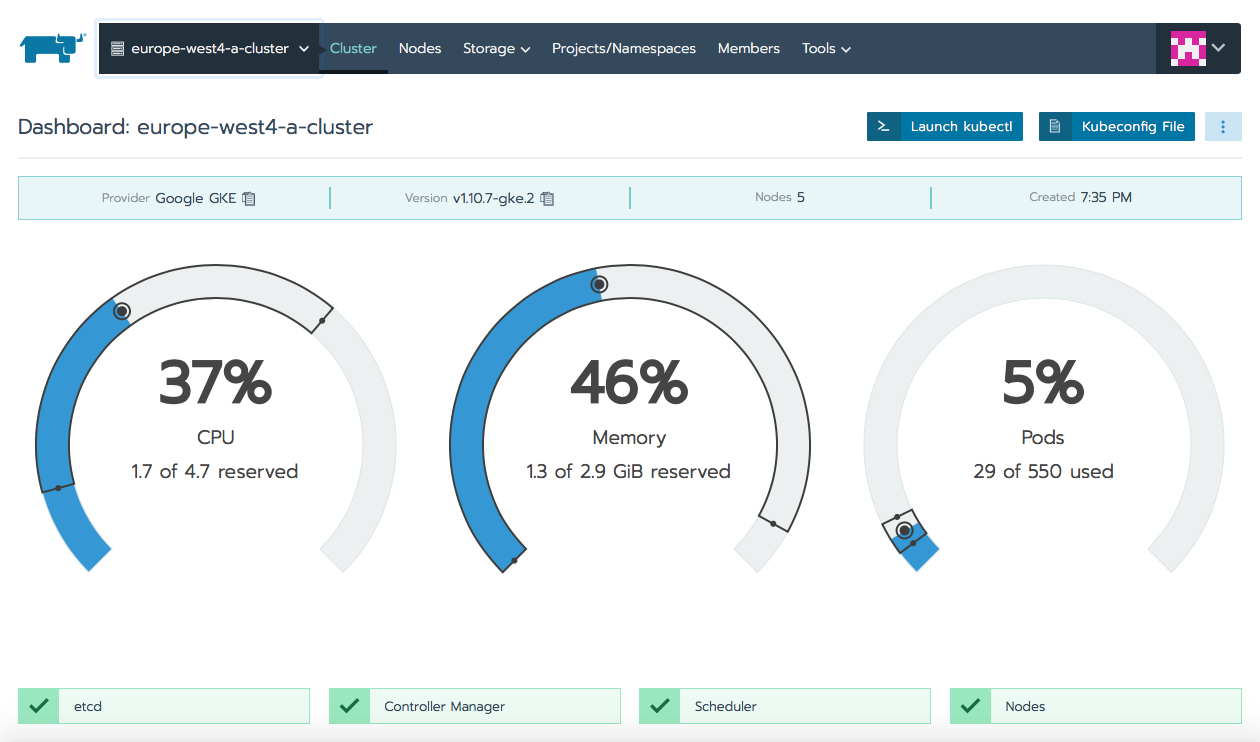 europe-west4-a-cluster Cluster Nodes Storage Projects/Namespaces Members Tools
Dashboard: europe-west4-a-cluster Launch kubectl Kubeconfig File
Provider Google GKE Version v1.10.7-gke.2 Nodes 5 Created 7:35 PM
37% 46% 5%
CPU Memory Pods
1.7 of 4.7 reserved 1.3 of 2.9 GiB reserved 29 of 550 used
etcd Controller Manager Scheduler Nodes